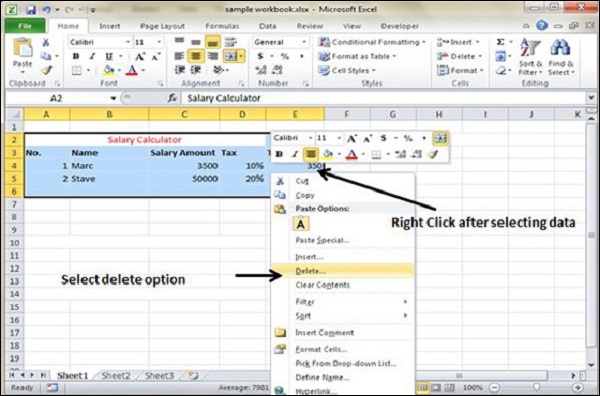 sample workbook.xlsx - Microsoft Excel
File Home Insert Page Layout Formulas Data Review View Developer
Paste
Calibri 11
General
Conditional Formatting
Format as Table
Cell Styles
Insert
Delete
Format
Sort & Filter
Find & Select
Clipboard Font Alignment Number Styles Cells Editing
A2 fx Salary Calculator
A B C D E F G H I J K
1
2 Salary Calculator
3 No. Name Salary Amount Tax T
4 1 Marc 3500 10% 350
5 2 Stave 50000 20%
6
7
8
9
10
11
12
13
14
15
16
17
18
19
Calibri 11 A A $ % ,
B I A
Cut
Copy
Paste Options:
A
Paste Special...
Insert...
Delete...
Clear Contents
Filter
Sort
Insert Comment
Format Cells...
Pick From Drop-down List...
Define Name...
Hyperlink...
Right Click after selecting data
Select delete option
Sheet1 Sheet2 Sheet3
Ready
100%